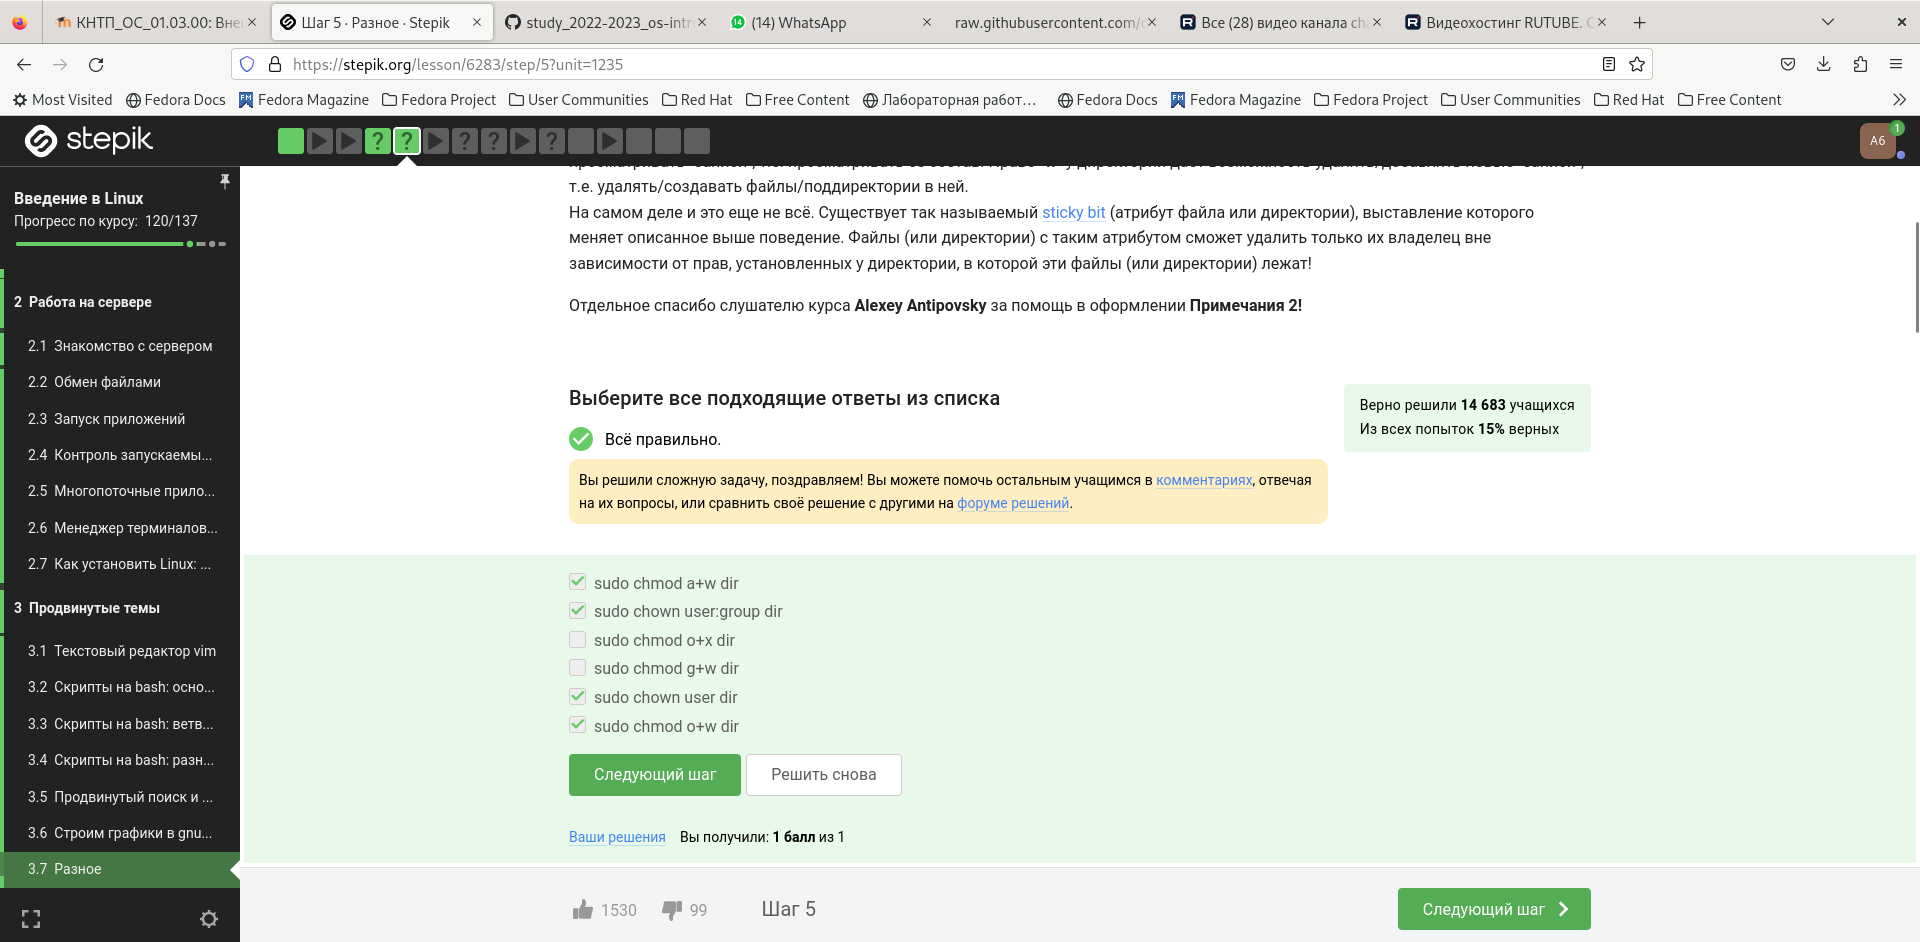 КНТП_ОС_01.03.00: Вне
Шаг 5 · Разное · Stepik
study_2022-2023_os-intr
14
(14) WhatsApp
raw.githubusercontent.com/
Все (28) видео канала
Видеохостинг RUTUBE.
https://stepik.org/lesson/6283/step/5?unit=1235
Most Visited
Fedora Docs
Fedora Magazine
Fedora Project
User Communities
Red Hat
Free Content
Лабораторная работ…
Fedora Docs
Fedora Magazine
Fedora Project
User Communities
Red Hat
Free Content
stepik
? ? ? ? ?
A6
1
Введение в Linux
Прогресс по курсу: 120/137
2 Работа на сервере
2.1 Знакомство с сервером
2.2 Обмен файлами
2.3 Запуск приложений
2.4 Контроль запускаемы...
2.5 Многопоточные прило...
2.6 Менеджер терминалов...
2.7 Как установить Linux: ...
3 Продвинутые темы
3.1 Текстовый редактор vim
3.2 Скрипты на bash: осно...
3.3 Скрипты на bash: ветв...
3.4 Скрипты на bash: разн...
3.5 Продвинутый поиск и ...
3.6 Строим графики в gnu...
3.7 Разное
т.е. удалять/создавать файлы/поддиректории в ней.
На самом деле и это еще не всё. Существует так называемый sticky bit (атрибут файла или директории), выставление которого
меняет описанное выше поведение. Файлы (или директории) с таким атрибутом сможет удалить только их владелец вне
зависимости от прав, установленных у директории, в которой эти файлы (или директории) лежат!
Отдельное спасибо слушателю курса Alexey Antipovsky за помощь в оформлении Примечания 2!
Выберите все подходящие ответы из списка
Верно решили 14 683 учащихся
Из всех попыток 15% верных
Всё правильно.
Вы решили сложную задачу, поздравляем! Вы можете помочь остальным учащимся в комментариях, отвечая
на их вопросы, или сравнить своё решение с другими на форуме решений.
sudo chmod a+w dir
sudo chown user:group dir
sudo chmod o+x dir
sudo chmod g+w dir
sudo chown user dir
sudo chmod o+w dir
Следующий шаг
Решить снова
Ваши решения
Вы получили: 1 балл из 1
1530
99
Шаг 5
Следующий шаг